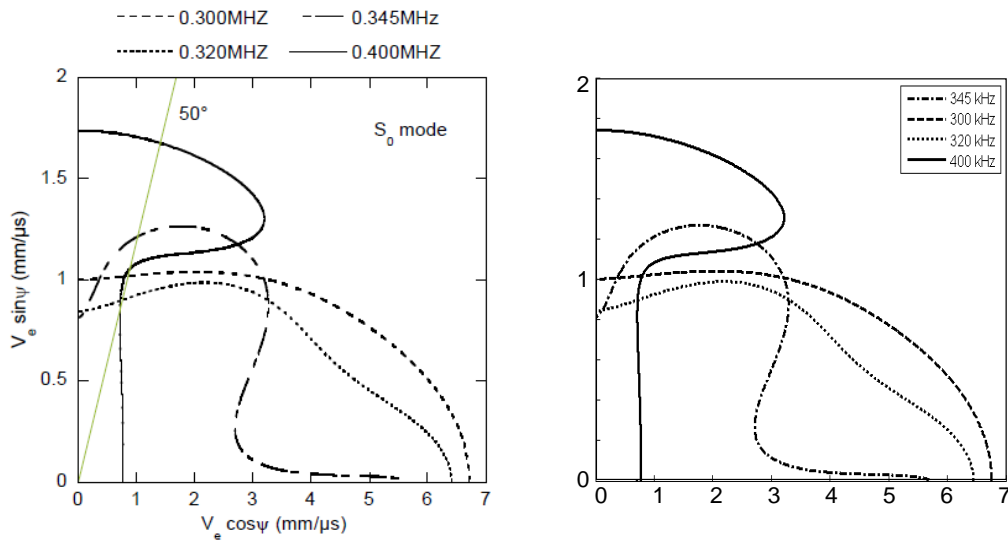 0.300MHZ 0.345MHz
0.320MHZ 0.400MHZ
2
50°
S0 mode
1.5
1
0.5
0
V_e sinψ (mm/µs)
0 1 2 3 4 5 6 7
V_e cosψ (mm/µs)
2
345 kHz
300 kHz
320 kHz
400 kHz
1
0
0 1 2 3 4 5 6 7